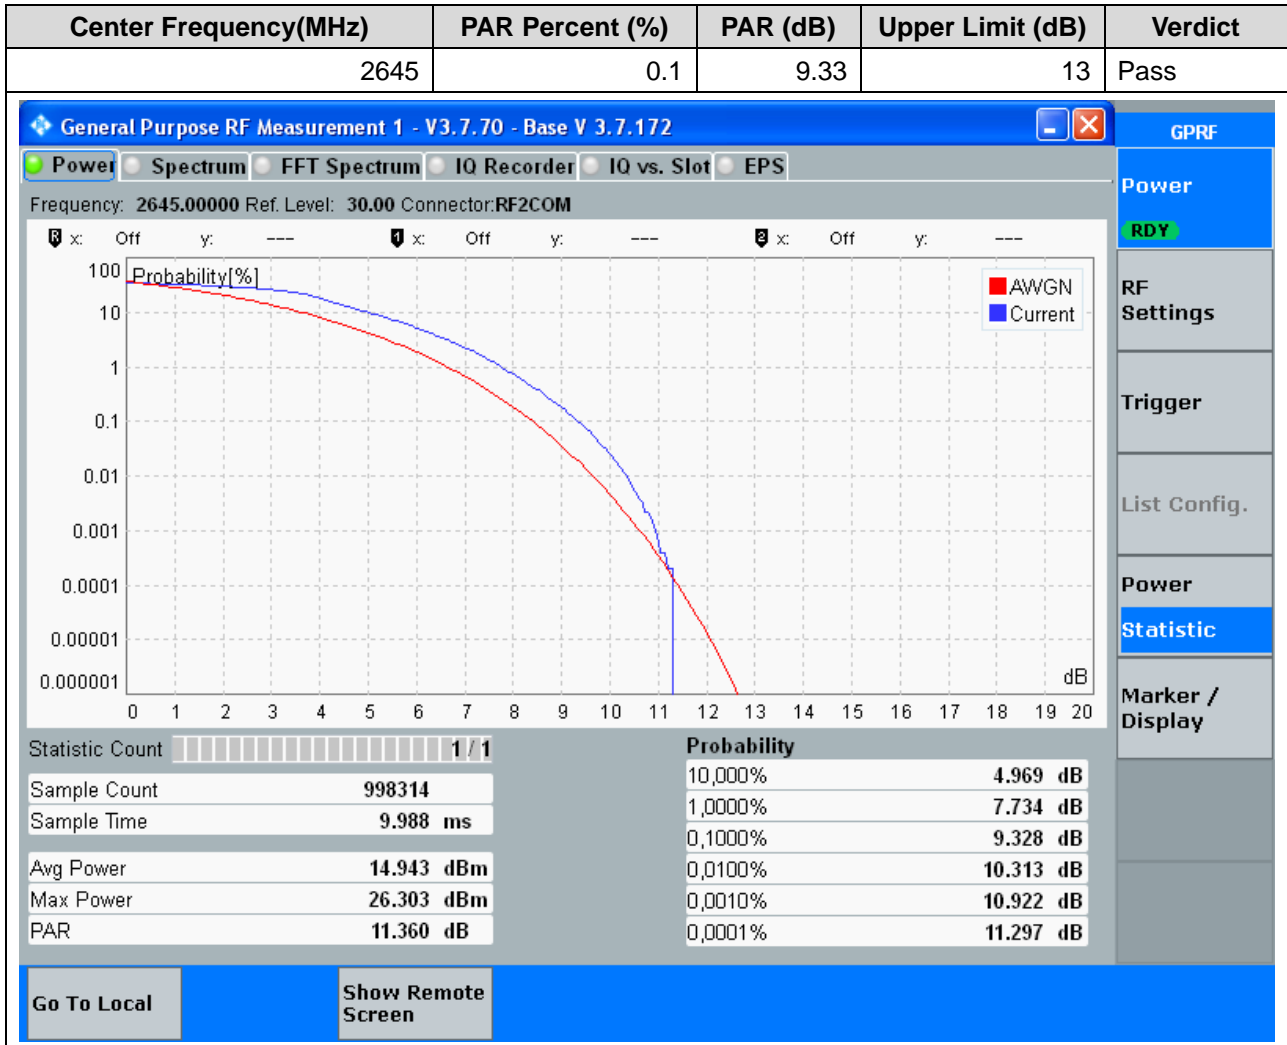 Center Frequency(MHz) PAR Percent (%) PAR (dB) Upper Limit (dB) Verdict
2645 0.1 9.33 13 Pass
General Purpose RF Measurement 1 - V3.7.70 - Base V 3.7.172
GPRF
Power Spectrum FFT Spectrum IQ Recorder IQ vs. Slot EPS
Frequency: 2645.00000 Ref. Level: 30.00 Connector:RF2COM
R x: Off y: --- 1 x: Off y: --- 2 x: Off y: ---
Probability[%]
100
10
1
0.1
0.01
0.001
0.0001
0.00001
0.000001
AWGN
Current
dB
0 1 2 3 4 5 6 7 8 9 10 11 12 13 14 15 16 17 18 19 20
Statistic Count 1 / 1
Sample Count 998314
Sample Time 9.988 ms
Avg Power 14.943 dBm
Max Power 26.303 dBm
PAR 11.360 dB
Probability
10,000% 4.969 dB
1,0000% 7.734 dB
0,1000% 9.328 dB
0,0100% 10.313 dB
0,0010% 10.922 dB
0,0001% 11.297 dB
Power
RDY
RF
Settings
Trigger
List Config.
Power
Statistic
Marker /
Display
Go To Local
Show Remote
Screen